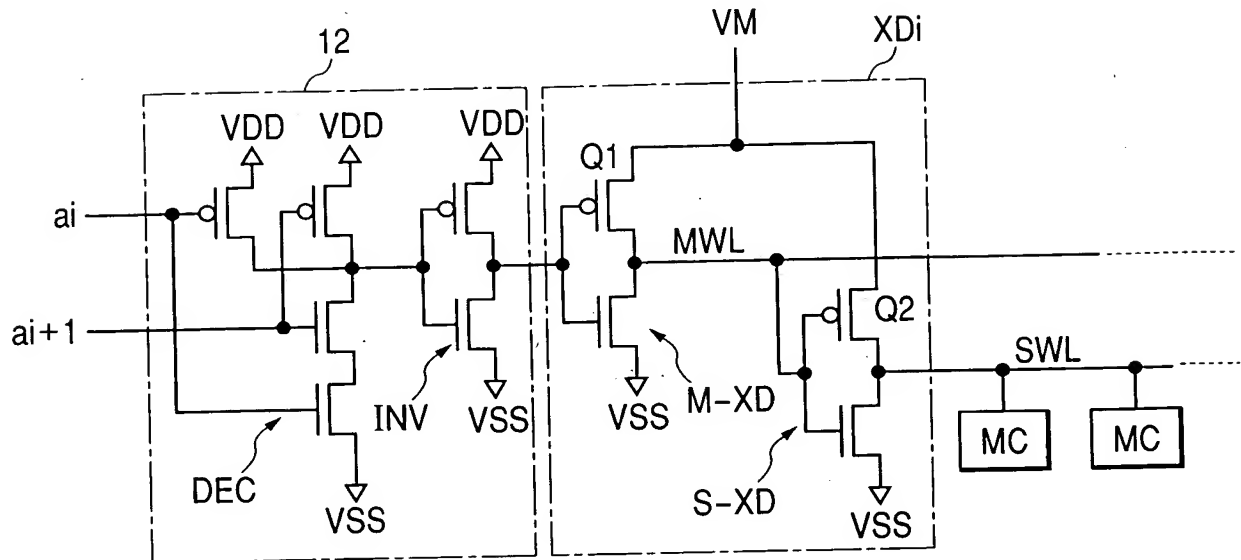 VM
12
XDi
VDD
VDD
VDD
Q1
ai
MWL
ai+1
Q2
SWL
INV
VSS
VSS
M-XD
MC
MC
DEC
VSS
S-XD
VSS